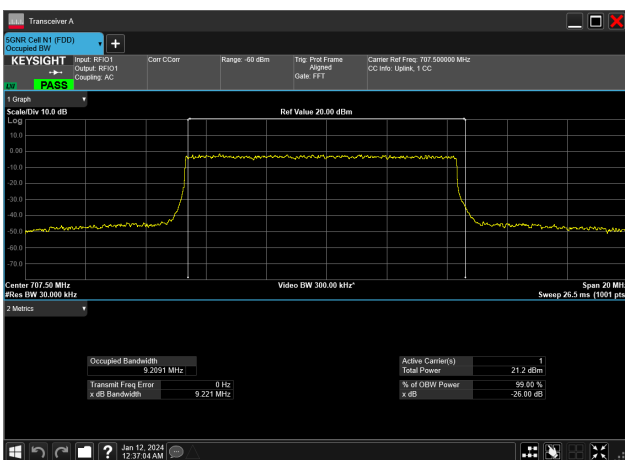 Transceiver A
5GNR Cell N1 (FDD)
Occupied BW
KEYSIGHT
Input: RFIO1
Output: RFIO1
Coupling: AC
Corr CCorr
Range: -60 dBm
Trig: Prot Frame
Aligned
Gate: FFT
Carrier Ref Freq: 707.500000 MHz
CC Info: Uplink, 1 CC
PASS
1 Graph
Scale/Div 10.0 dB
Ref Value 20.00 dBm
Log
10.0
0.00
-10.0
-20.0
-30.0
-40.0
-50.0
-60.0
-70.0
Center 707.50 MHz
Video BW 300.00 kHz*
Span 20 MHz
#Res BW 30.000 kHz
Sweep 26.5 ms (1001 pts
2 Metrics
Occupied Bandwidth
9.2091 MHz
Active Carrier(s) 1
Total Power 21.2 dBm
Transmit Freq Error 0 Hz
x dB Bandwidth 9.221 MHz
% of OBW Power 99.00 %
x dB -26.00 dB
Jan 12, 2024
12:37:04 AM